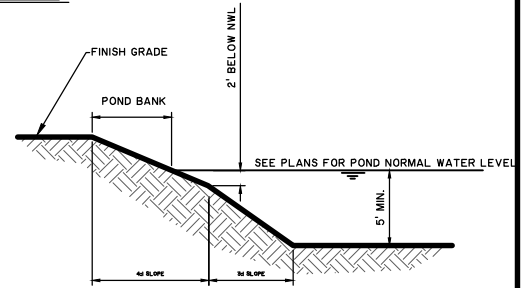 FINISH GRADE
POND BANK
2' BELOW NWL
SEE PLANS FOR POND NORMAL WATER LEVEL
5' MIN.
4:1 SLOPE
3:1 SLOPE